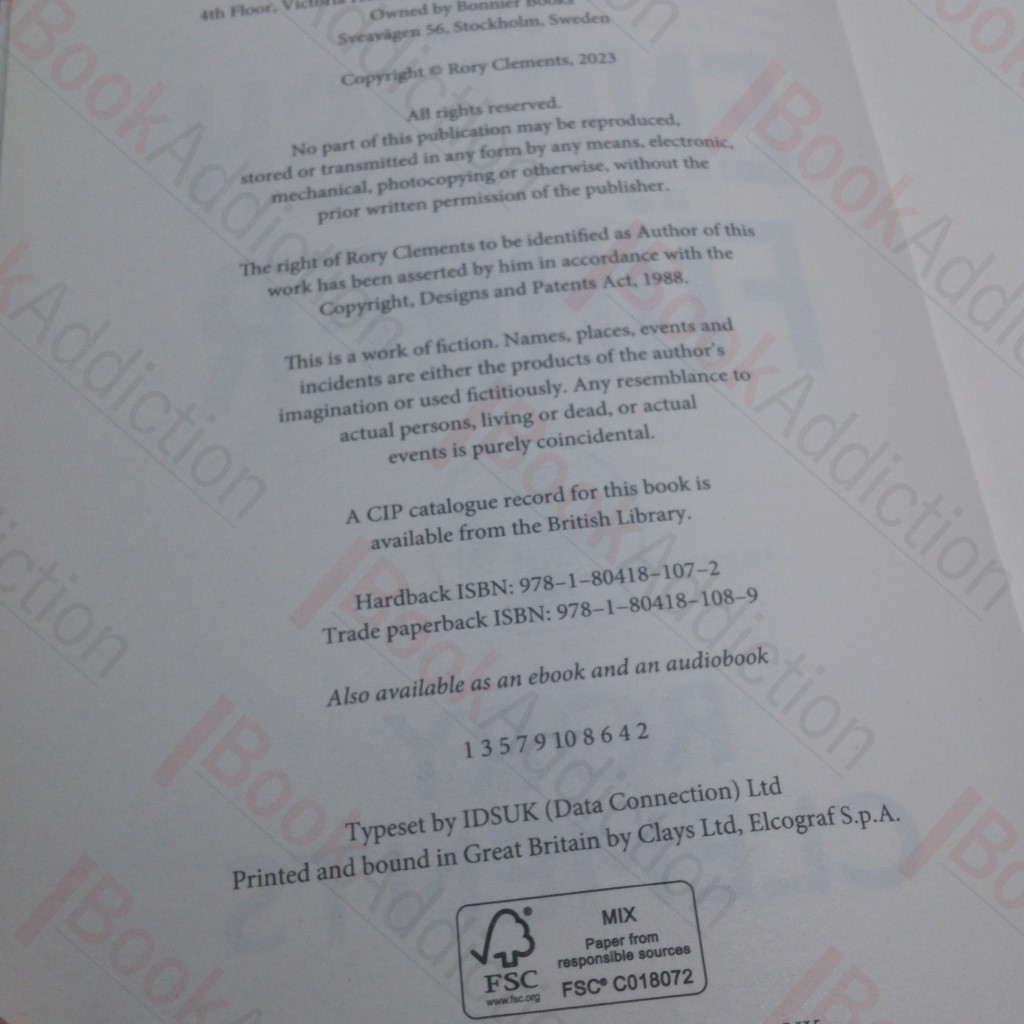 4th Floor, Victoria
Owned by Bonnier Books
Sveavägen 56, Stockholm, Sweden
Copyright © Rory Clements, 2023
All rights reserved.
No part of this publication may be reproduced,
stored or transmitted in any form by any means, electronic,
mechanical, photocopying or otherwise, without the
prior written permission of the publisher.
The right of Rory Clements to be identified as Author of this
work has been asserted by him in accordance with the
Copyright, Designs and Patents Act, 1988.
This is a work of fiction. Names, places, events and
incidents are either the products of the author's
imagination or used fictitiously. Any resemblance to
actual persons, living or dead, or actual
events is purely coincidental.
A CIP catalogue record for this book is
available from the British Library.
Hardback ISBN: 978–1–80418–107–2
Trade paperback ISBN: 978–1–80418–108–9
Also available as an ebook and an audiobook
1 3 5 7 9 10 8 6 4 2
Typeset by IDSUK (Data Connection) Ltd
Printed and bound in Great Britain by Clays Ltd, Elcograf S.p.A.
FSC
www.fsc.org
MIX
Paper from
responsible sources
FSC® C018072
BookAddiction
BookAddiction
BookAddiction
BookAddiction
BookAddiction
BookAddiction